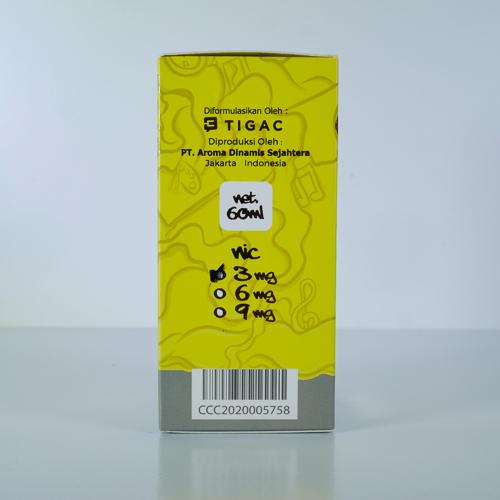 Diformulasikan Oleh :
TIGAC
Diproduksi Oleh :
PT. Aroma Dinamis Sejahtera
Jakarta Indonesia
net.
60ml
nic
3 mg
6 mg
9 mg
CCC2020005758